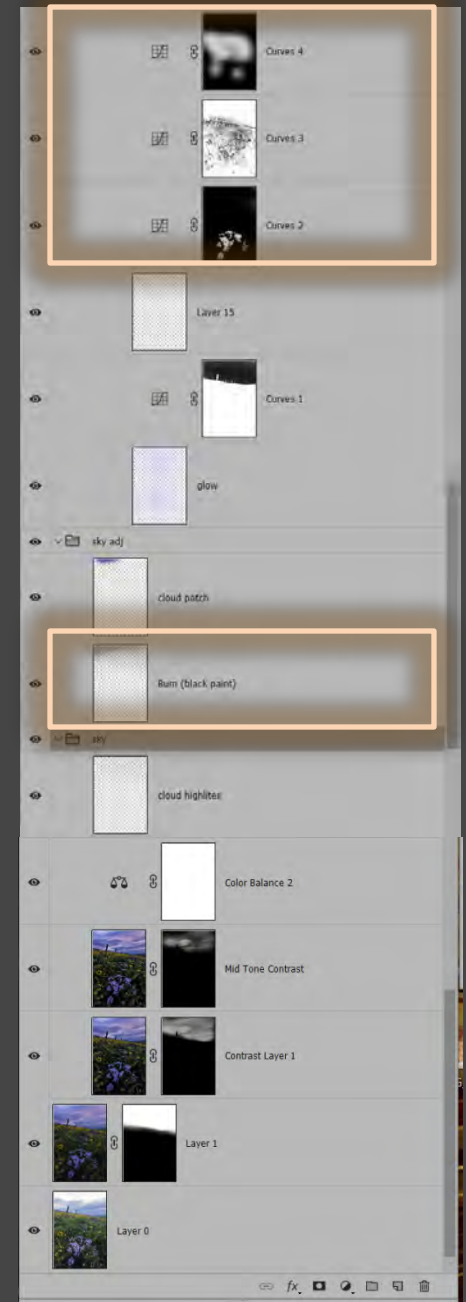 Curves 4
Curves 3
Curves 2
Layer 15
Curves 1
glow
sky adj
cloud patch
Burn (black paint)
sky
cloud highlites
Color Balance 2
Mid Tone Contrast
Contrast Layer 1
Layer 1
Layer 0
fx